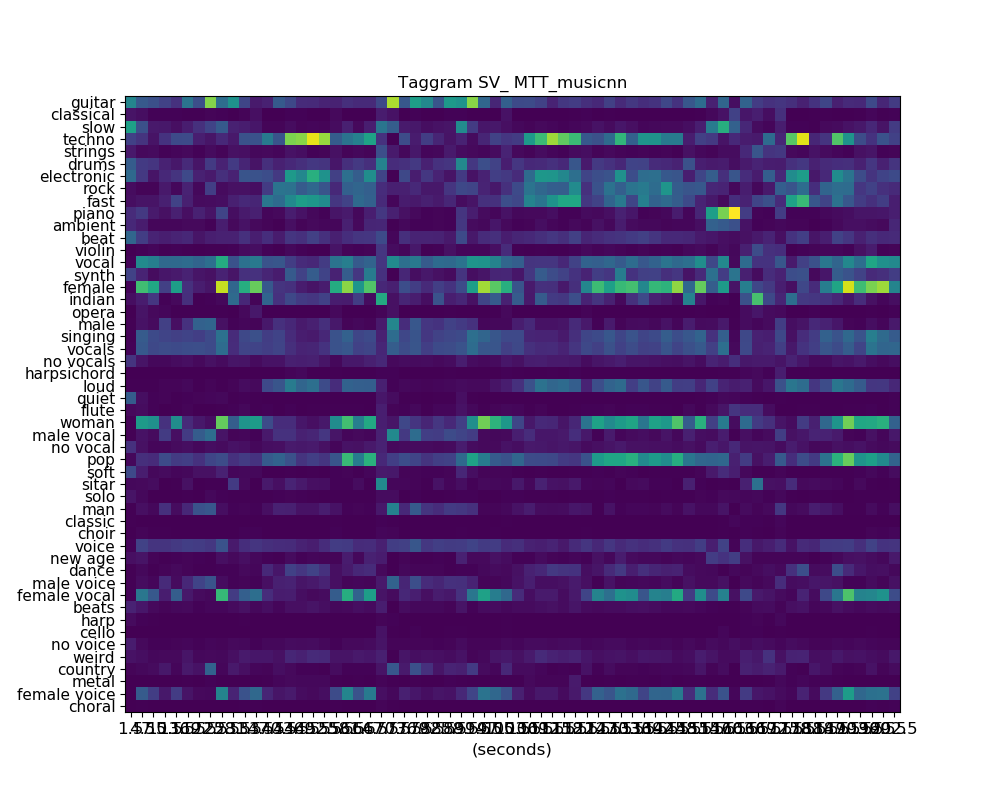 Taggram SV_ MTT_musicnn
guitar
classical
slow
techno
strings
drums
electronic
rock
fast
piano
ambient
beat
violin
vocal
synth
female
indian
opera
male
singing
vocals
no vocals
harpsichord
loud
quiet
flute
woman
male vocal
no vocal
pop
soft
sitar
solo
man
classic
choir
voice
new age
dance
male voice
female vocal
beats
harp
cello
no voice
weird
country
metal
female voice
choral
(seconds)